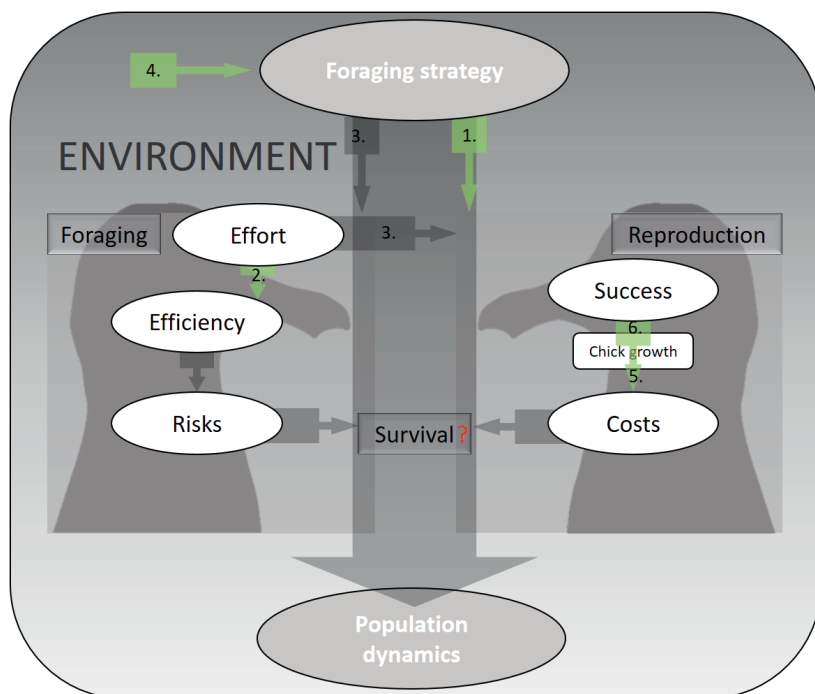 4.
Foraging strategy
3.
1.
ENVIRONMENT
Foraging
Effort
3.
Reproduction
2.
Success
Efficiency
6.
Chick growth
5.
Risks
Survival ?
Costs
Population
dynamics